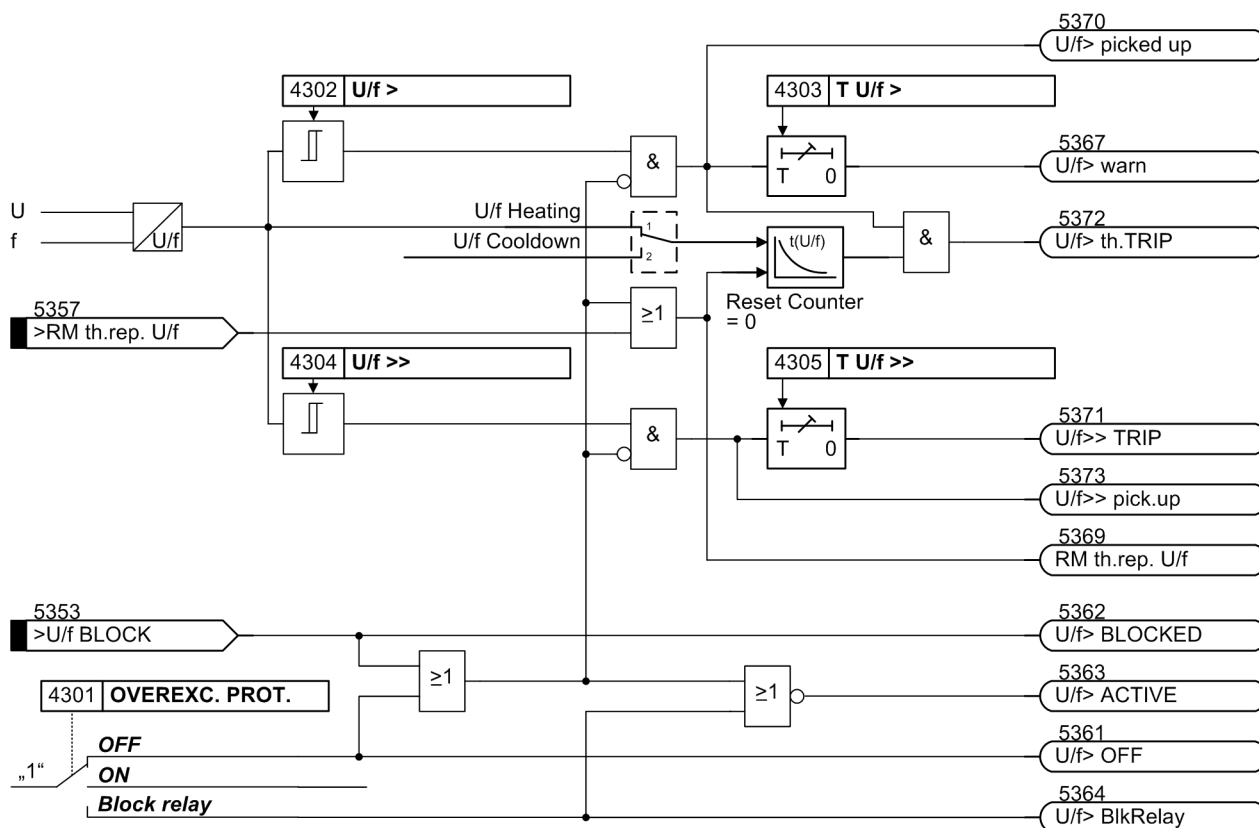 5370
U/f> picked up
4302 U/f >
4303 T U/f >
&
T 0
5367
U/f> warn
U
f
U/f
U/f Heating
U/f Cooldown
1
2
t(U/f)
&
5372
U/f> th.TRIP
5357
>RM th.rep. U/f
≥1
Reset Counter
= 0
4304 U/f >>
4305 T U/f >>
&
T 0
5371
U/f>> TRIP
5373
U/f>> pick.up
5369
RM th.rep. U/f
5353
>U/f BLOCK
5362
U/f> BLOCKED
≥1
≥1
5363
U/f> ACTIVE
4301 OVEREXC. PROT.
OFF
5361
U/f> OFF
„1“
ON
Block relay
5364
U/f> BlkRelay